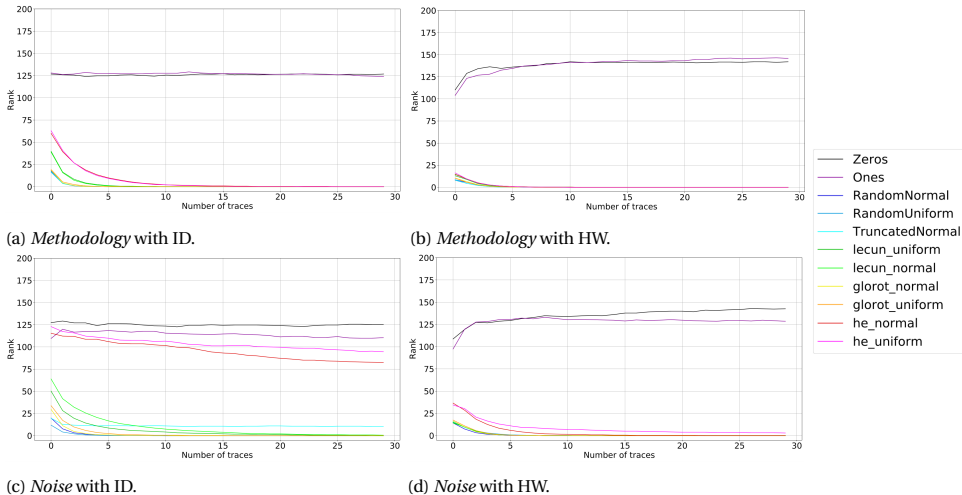 200
175
150
125
100
75
50
25
0
Rank
0 5 10 15 20 25 30
Number of traces
(a) Methodology with ID.
200
175
150
125
100
75
50
25
0
Rank
0 5 10 15 20 25 30
Number of traces
(b) Methodology with HW.
Zeros
Ones
RandomNormal
RandomUniform
TruncatedNormal
lecun_uniform
lecun_normal
glorot_normal
glorot_uniform
he_normal
he_uniform
200
175
150
125
100
75
50
25
0
Rank
0 5 10 15 20 25 30
Number of traces
(c) Noise with ID.
200
175
150
125
100
75
50
25
0
Rank
0 5 10 15 20 25 30
Number of traces
(d) Noise with HW.